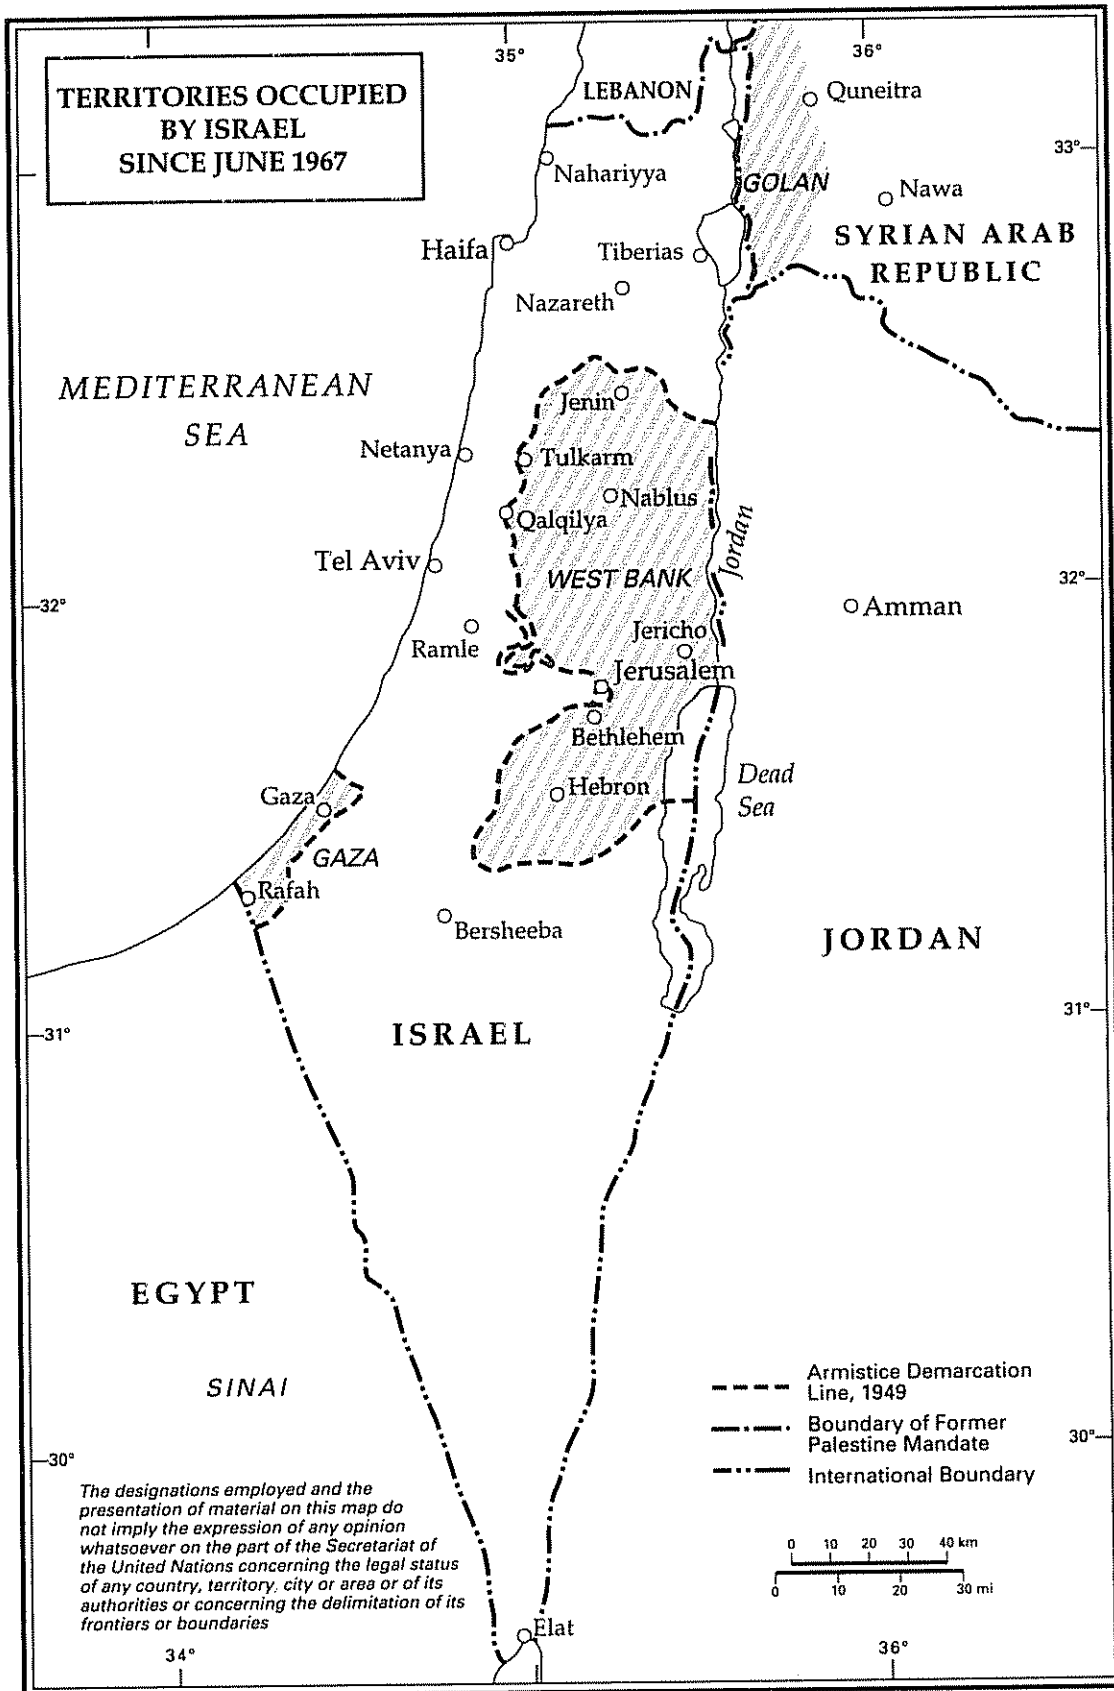 35°
36°
TERRITORIES OCCUPIED
BY ISRAEL
SINCE JUNE 1967
LEBANON
Quneitra
33°
Nahariyya
GOLAN
Nawa
Haifa
Tiberias
SYRIAN ARAB
REPUBLIC
Nazareth
MEDITERRANEAN
SEA
Jenin
Netanya
Tulkarm
Nablus
Qalqilya
Jordan
Tel Aviv
WEST BANK
32°
32°
Amman
Ramle
Jericho
Jerusalem
Bethlehem
Dead
Sea
Hebron
Gaza
GAZA
Rafah
Bersheeba
JORDAN
31°
31°
ISRAEL
EGYPT
SINAI
Armistice Demarcation
Line, 1949
Boundary of Former
Palestine Mandate
International Boundary
30°
30°
The designations employed and the
presentation of material on this map do
not imply the expression of any opinion
whatsoever on the part of the Secretariat of
the United Nations concerning the legal status
of any country, territory, city or area or of its
authorities or concerning the delimitation of its
frontiers or boundaries
0 10 20 30 40 km
0 10 20 30 mi
Elat
34°
36°